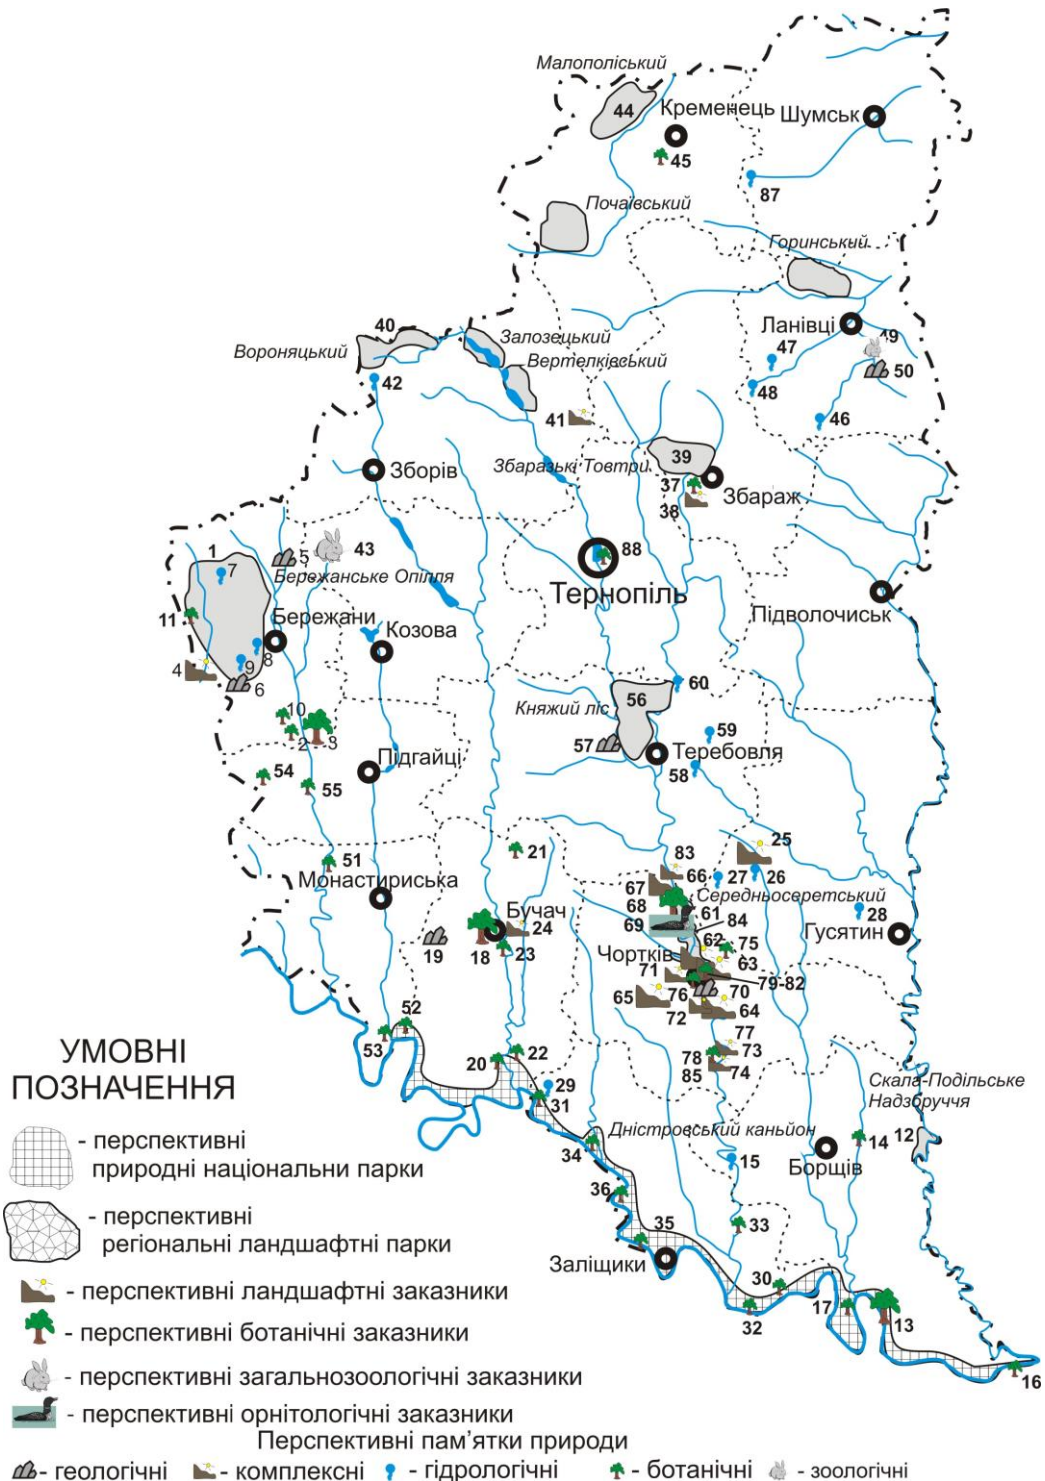 Малополіський
44
Кременець
Шумськ
45
87
Почаївський
Горинський
Ланівці
49
40
Залозецький
Вороняцький
Вертелківський
47
50
42
48
41
46
39
Збаразькі Товтри
Зборів
37
Збараж
38
1
5
43
88
7
Бережанське Опілля
Тернопіль
11
Бережани
Підволочиськ
Козова
8
4
9
6
60
56
Княжий ліс
10
59
2
3
57
Теребовля
Підгайці
58
54
55
25
21
83
51
66
67
27
26
Монастириська
Середньосеретський
68
Бучач
61
28
69
84
24
Гусятин
62
75
19
18
23
Чортків
63
71
79-82
76
70
65
64
72
52
77
53
22
73
УМОВНІ
ПОЗНАЧЕННЯ
20
78
74
85
Скала-Подільське
Надзбруччя
29
31
Дністровський каньйон
14
12
- перспективні
природні національни парки
34
15
Борщів
36
35
33
- перспективні
регіональні ландшафтні парки
Заліщики
30
17
32
13
- перспективні ландшафтні заказники
- перспективні ботанічні заказники
16
- перспективні загальнозоологічні заказники
- перспективні орнітологічні заказники
Перспективні пам'ятки природи
- геологічні - комплексні - гідрологічні - ботанічні - зоологічні